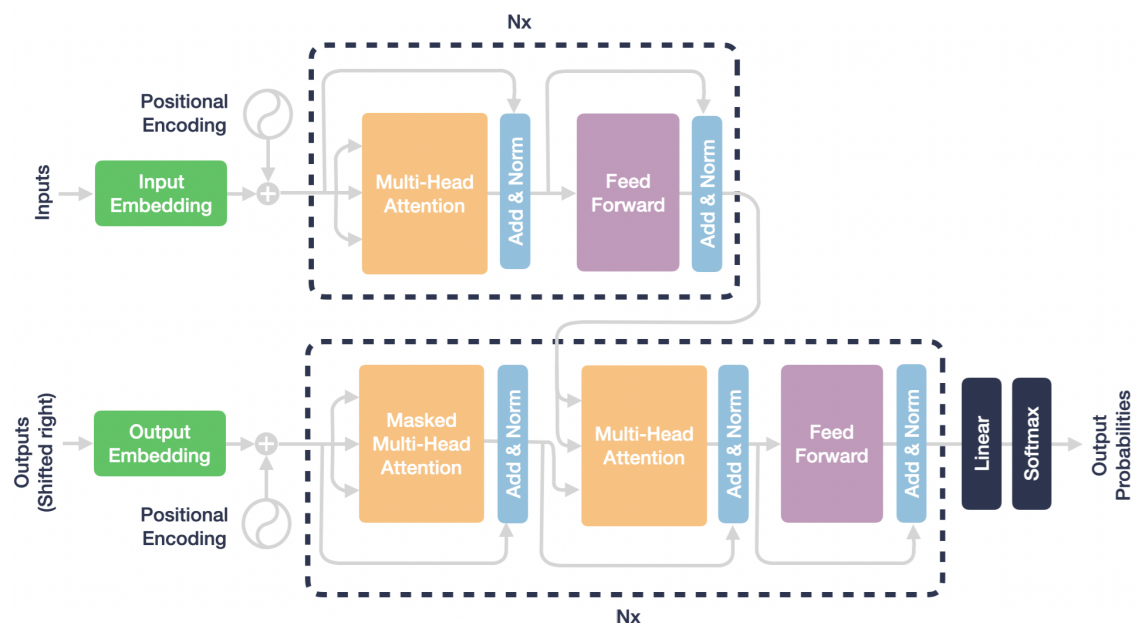 Nx
Positional
Encoding
Inputs
Input
Embedding
Multi-Head
Attention
Add & Norm
Feed
Forward
Add & Norm
Outputs
(Shifted right)
Output
Embedding
Positional
Encoding
Masked
Multi-Head
Attention
Add & Norm
Multi-Head
Attention
Add & Norm
Feed
Forward
Add & Norm
Linear
Softmax
Output
Probabilities
Nx